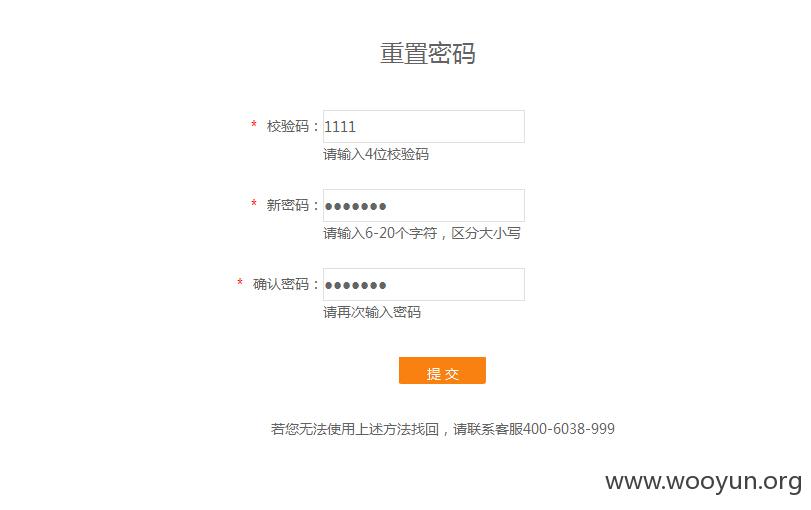 重置密码
* 校验码：1111
请输入4位校验码
* 新密码：●●●●●●●
请输入6-20个字符，区分大小写
* 确认密码：●●●●●●●
请再次输入密码
提 交
若您无法使用上述方法找回，请联系客服400-6038-999
www.wooyun.org